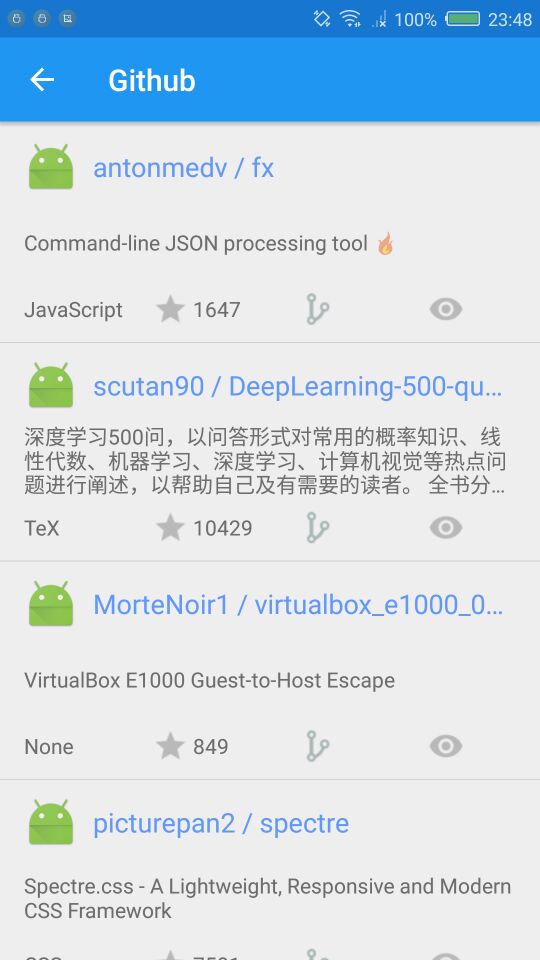 100% 23:48
Github
antonmedv / fx
Command-line JSON processing tool 🔥
JavaScript 1647
scutan90 / DeepLearning-500-qu...
深度学习500问，以问答形式对常用的概率知识、线
性代数、机器学习、深度学习、计算机视觉等热点问
题进行阐述，以帮助自己及有需要的读者。 全书分...
TeX 10429
MorteNoir1 / virtualbox_e1000_0...
VirtualBox E1000 Guest-to-Host Escape
None 849
picturepan2 / spectre
Spectre.css - A Lightweight, Responsive and Modern
CSS Framework